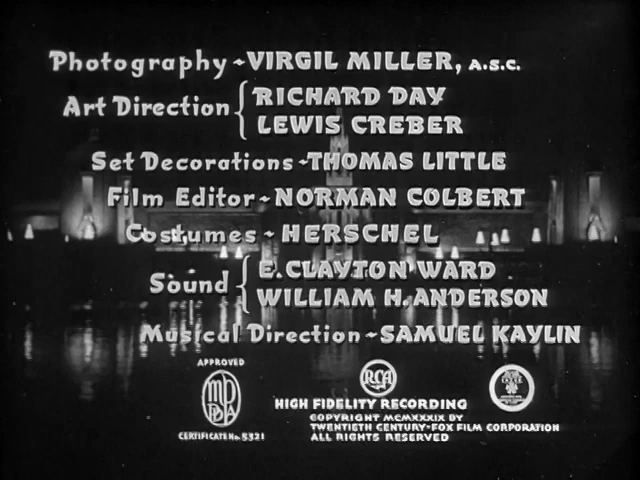 Photography ~ VIRGIL MILLER, A.S.C.
Art Direction { RICHARD DAY
LEWIS CREBER
Set Decorations ~ THOMAS LITTLE
Film Editor ~ NORMAN COLBERT
Costumes ~ HERSCHEL
Sound { E. CLAYTON WARD
WILLIAM H. ANDERSON
Musical Direction ~ SAMUEL KAYLIN
APPROVED
MPPDA
CERTIFICATE No. 5321
RCA
HIGH FIDELITY RECORDING
COPYRIGHT MCMXXXIX BY
TWENTIETH CENTURY-FOX FILM CORPORATION
ALL RIGHTS RESERVED